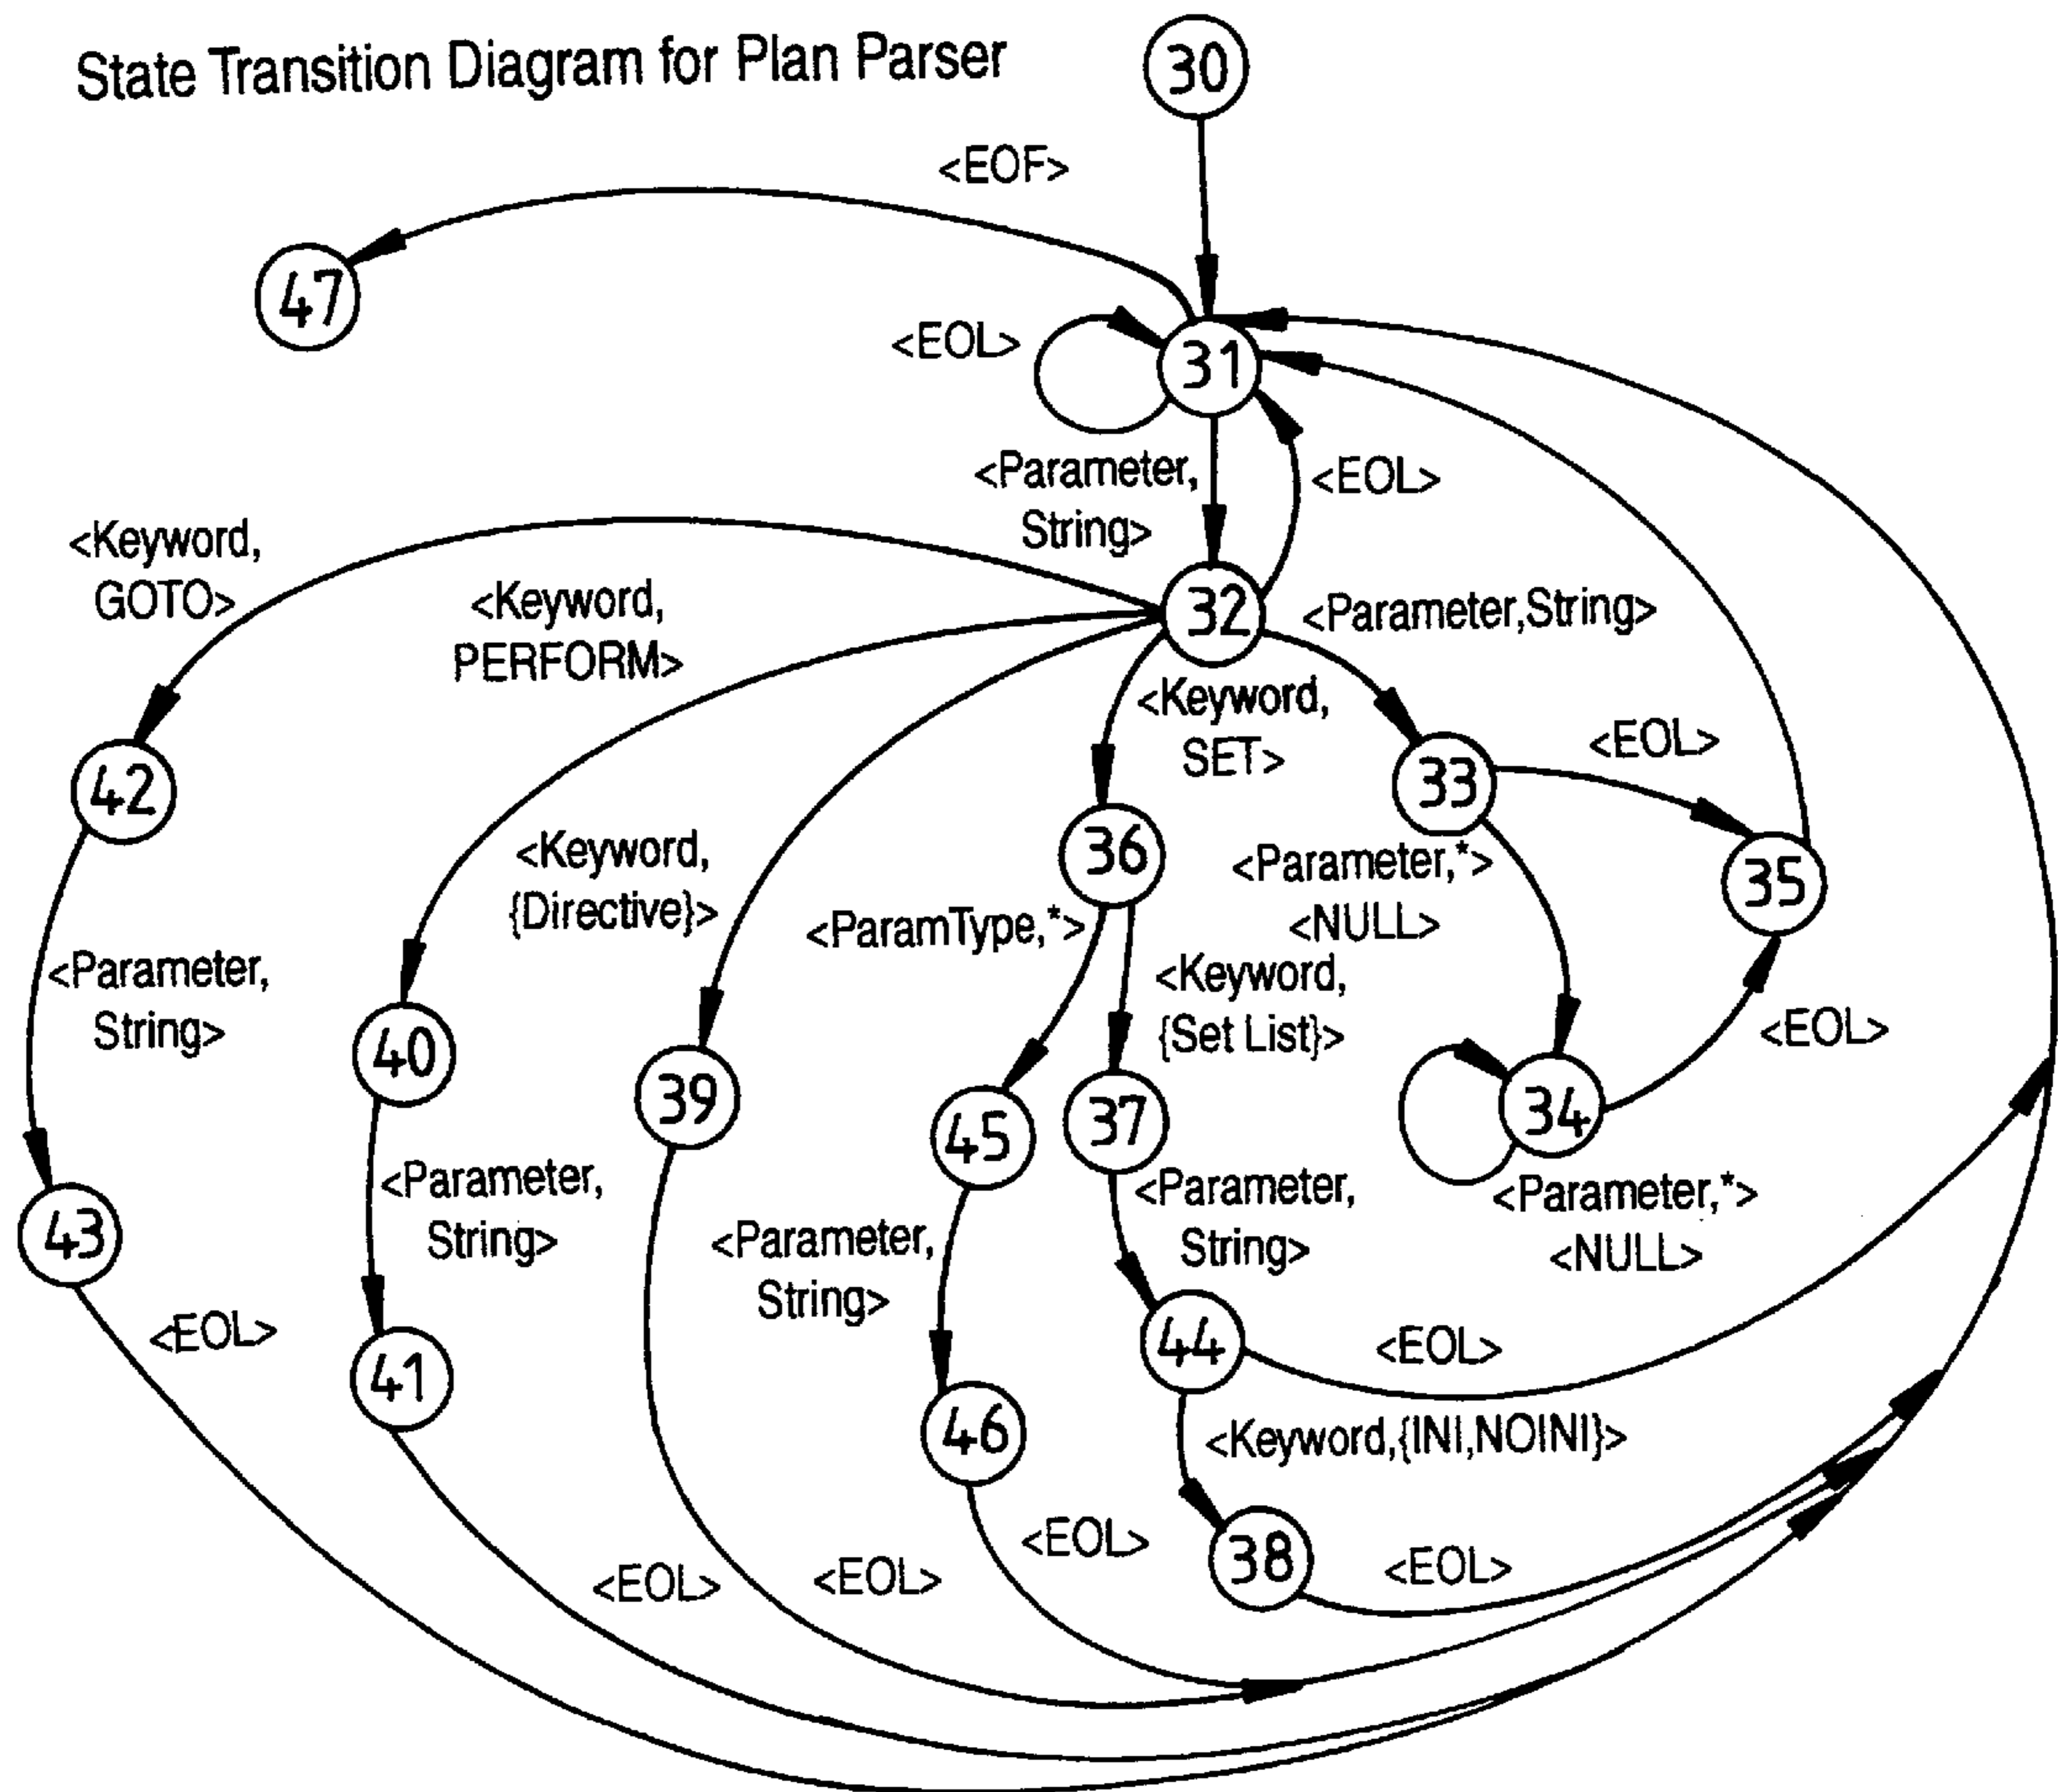 State Transition Diagram for Plan Parser
30
<EOF>
47
<EOL>
31
<Parameter,
String>
<EOL>
<Keyword,
GOTO>
<Keyword,
PERFORM>
32
<Parameter,String>
<Keyword,
SET>
<EOL>
42
33
36
<Keyword,
{Directive}>
<Parameter,*>
<NULL>
35
<ParamType,*>
<Keyword,
{Set List}>
<Parameter,
String>
<EOL>
40
39
45
37
34
<Parameter,
String>
<Parameter,
String>
<Parameter,
String>
<Parameter,*>
<NULL>
43
<EOL>
41
44
<EOL>
46
<Keyword,{INI,NOINI}>
<EOL>
<EOL>
<EOL>
38
<EOL>